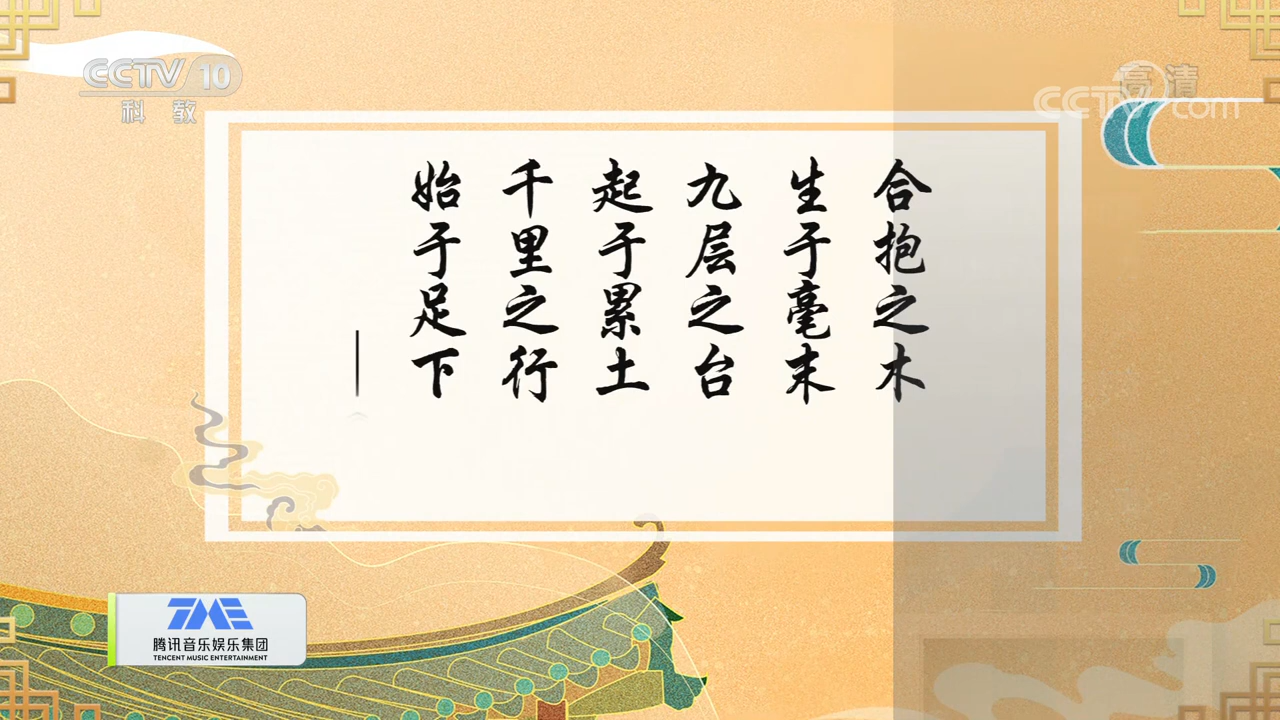 CCTV 10
科教
高清
CCTV.com
合抱之木
生于毫末
九层之台
起于累土
千里之行
始于足下
TME
腾讯音乐娱乐集团
TENCENT MUSIC ENTERTAINMENT